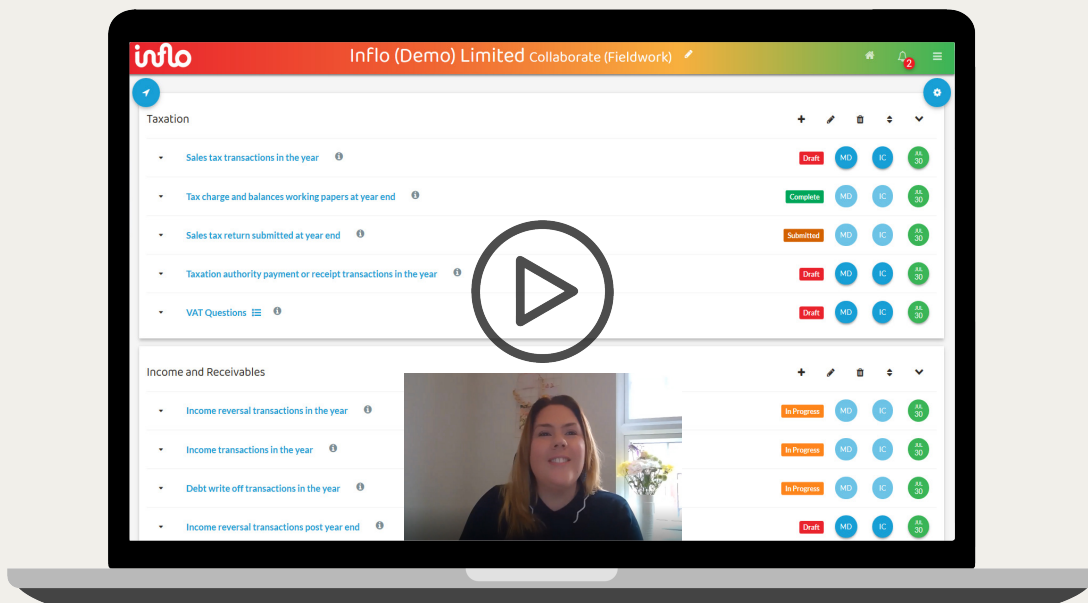 inflo Inflo (Demo) Limited Collaborate (Fieldwork) 2
Taxation
Sales tax transactions in the year Draft MD IC JUL 30
Tax charge and balances working papers at year end Complete MD IC JUL 30
Sales tax return submitted at year end Submitted MD IC JUL 30
Taxation authority payment or receipt transactions in the year Draft MD IC JUL 30
VAT Questions Draft MD IC JUL 30
Income and Receivables
Income reversal transactions in the year In Progress MD IC JUL 30
Income transactions in the year In Progress MD IC JUL 30
Debt write off transactions in the year In Progress MD IC JUL 30
Income reversal transactions post year end Draft MD IC JUL 30